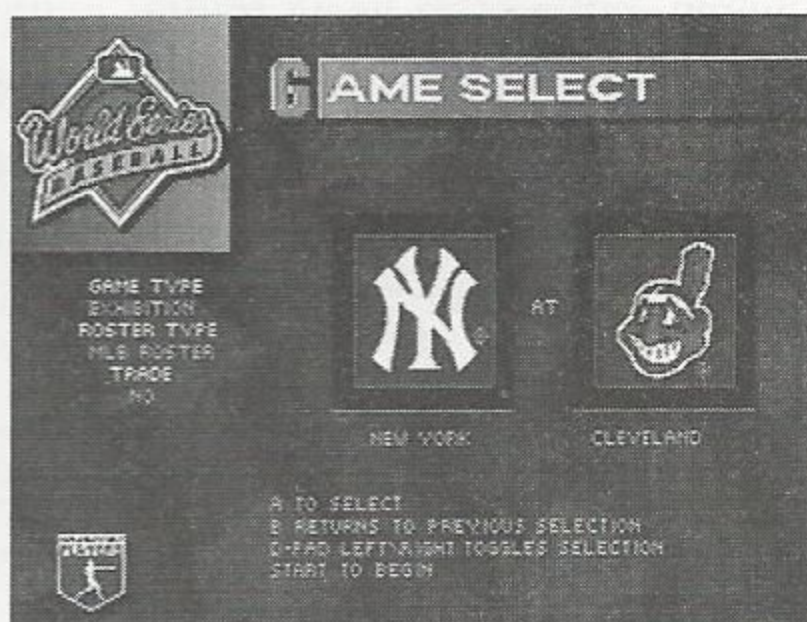 World Series
BASEBALL
GAME SELECT
GAME TYPE
EXHIBITION
ROSTER TYPE
MLB ROSTER
TRADE
NO
NY
AT
NEW YORK
CLEVELAND
A TO SELECT
B RETURNS TO PREVIOUS SELECTION
D-PAD LEFT\RIGHT TOGGLES SELECTION
START TO BEGIN